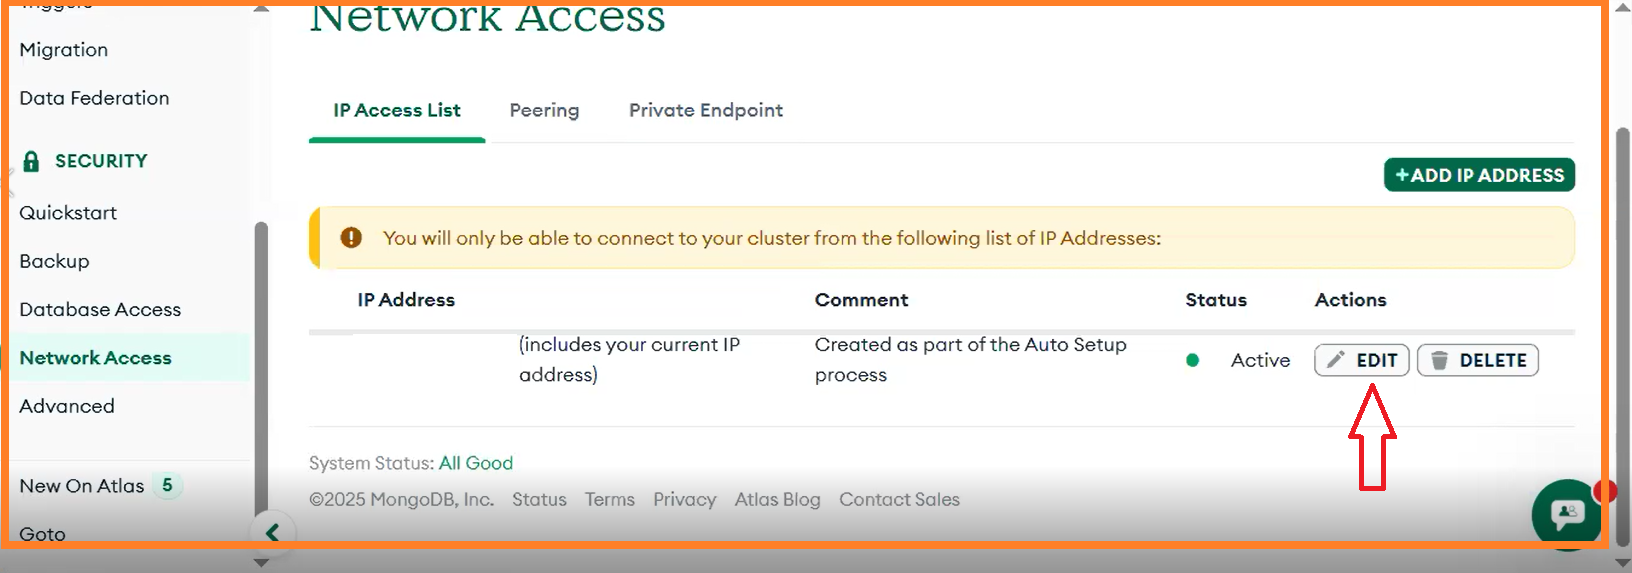 Triggers
Migration
Data Federation
SECURITY
Quickstart
Backup
Database Access
Network Access
Advanced
New On Atlas 5
Goto
Network Access
IP Access List Peering Private Endpoint
+ADD IP ADDRESS
You will only be able to connect to your cluster from the following list of IP Addresses:
IP Address Comment Status Actions
(includes your current IP
address)
Created as part of the Auto Setup
process
Active
EDIT
DELETE
System Status: All Good
©2025 MongoDB, Inc. Status Terms Privacy Atlas Blog Contact Sales